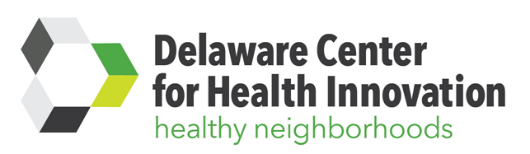 Delaware Center
for Health Innovation
healthy neighborhoods